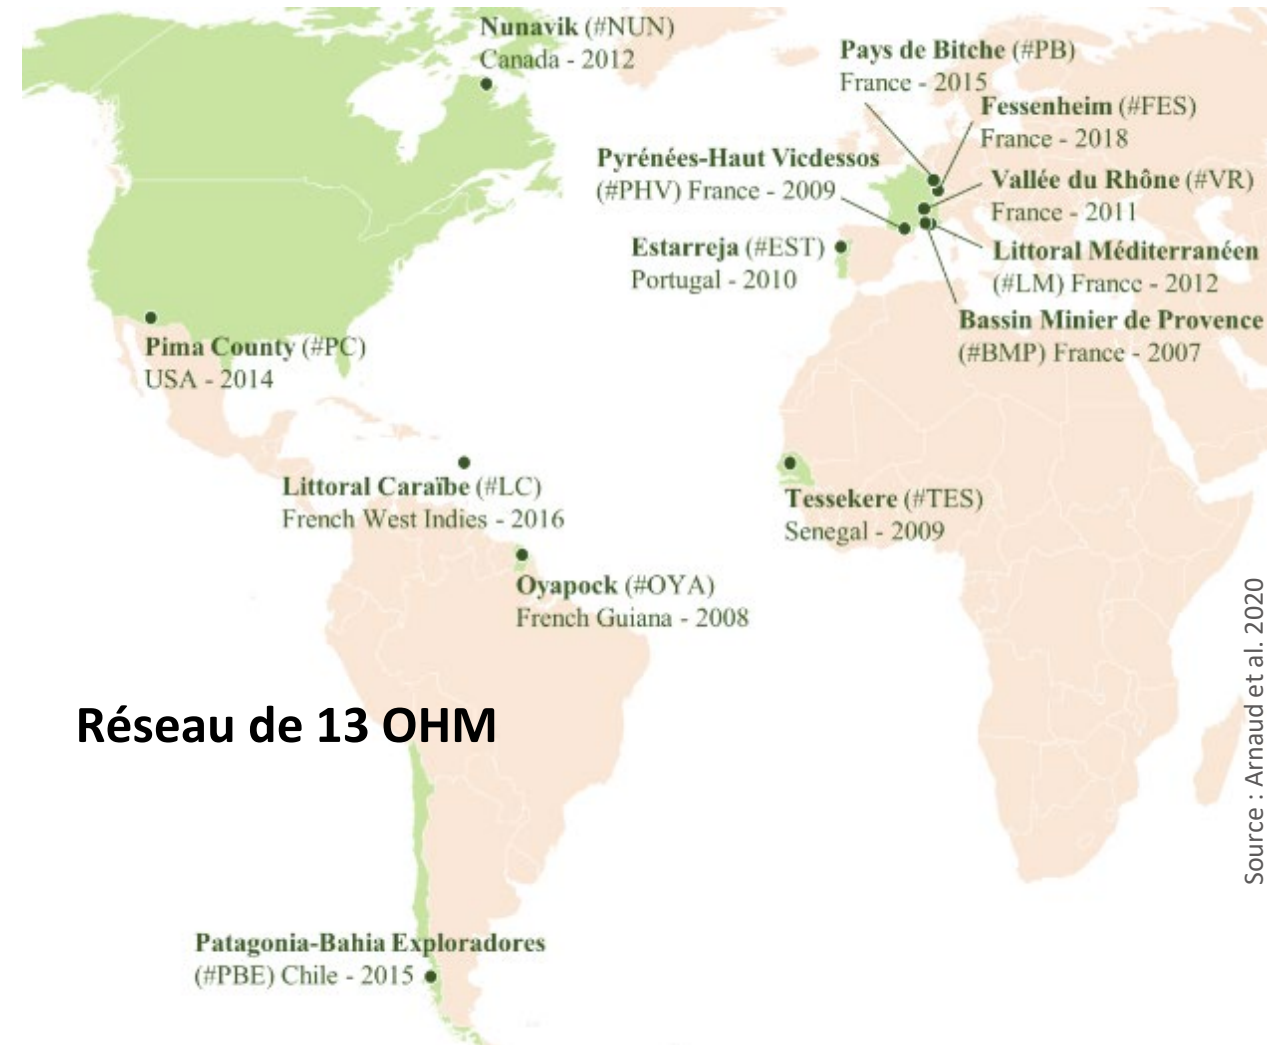 Nunavik (#NUN)
Canada - 2012
Pays de Bitche (#PB)
France - 2015
Fessenheim (#FES)
France - 2018
Pyrénées-Haut Vicdessos
(#PHV) France - 2009
Vallée du Rhône (#VR)
France - 2011
Estarreja (#EST)
Portugal - 2010
Littoral Méditerranéen
(#LM) France - 2012
Bassin Minier de Provence
(#BMP) France - 2007
Pima County (#PC)
USA - 2014
Littoral Caraïbe (#LC)
French West Indies - 2016
Tessekere (#TES)
Senegal - 2009
Oyapock (#OYA)
French Guiana - 2008
Réseau de 13 OHM
Patagonia-Bahia Exploradores
(#PBE) Chile - 2015
Source : Arnaud et al. 2020